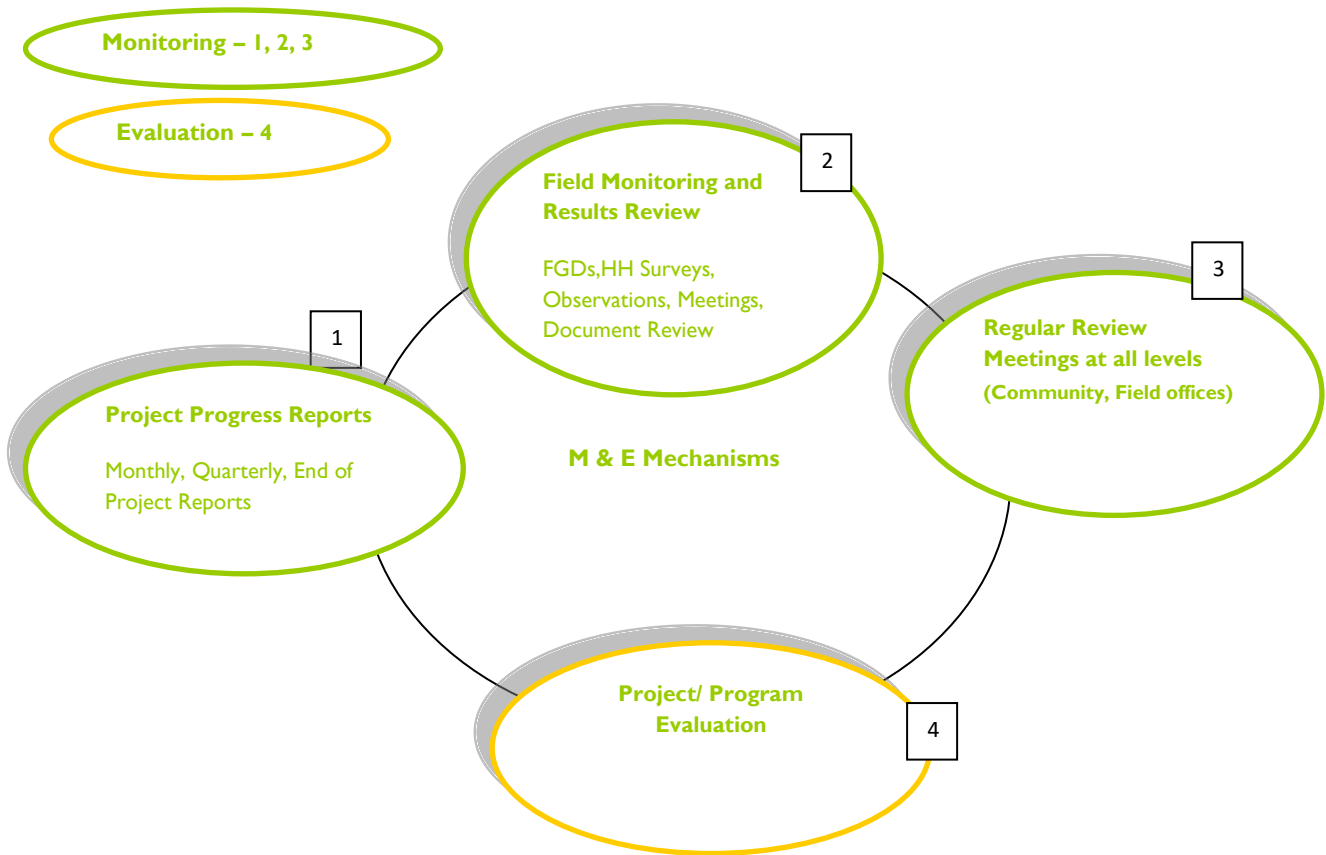 Monitoring – 1, 2, 3
Evaluation – 4
2
Field Monitoring and
Results Review
FGDs,HH Surveys,
Observations, Meetings,
Document Review
3
Regular Review
Meetings at all levels
(Community, Field offices)
1
Project Progress Reports
Monthly, Quarterly, End of
Project Reports
M & E Mechanisms
Project/ Program
Evaluation
4